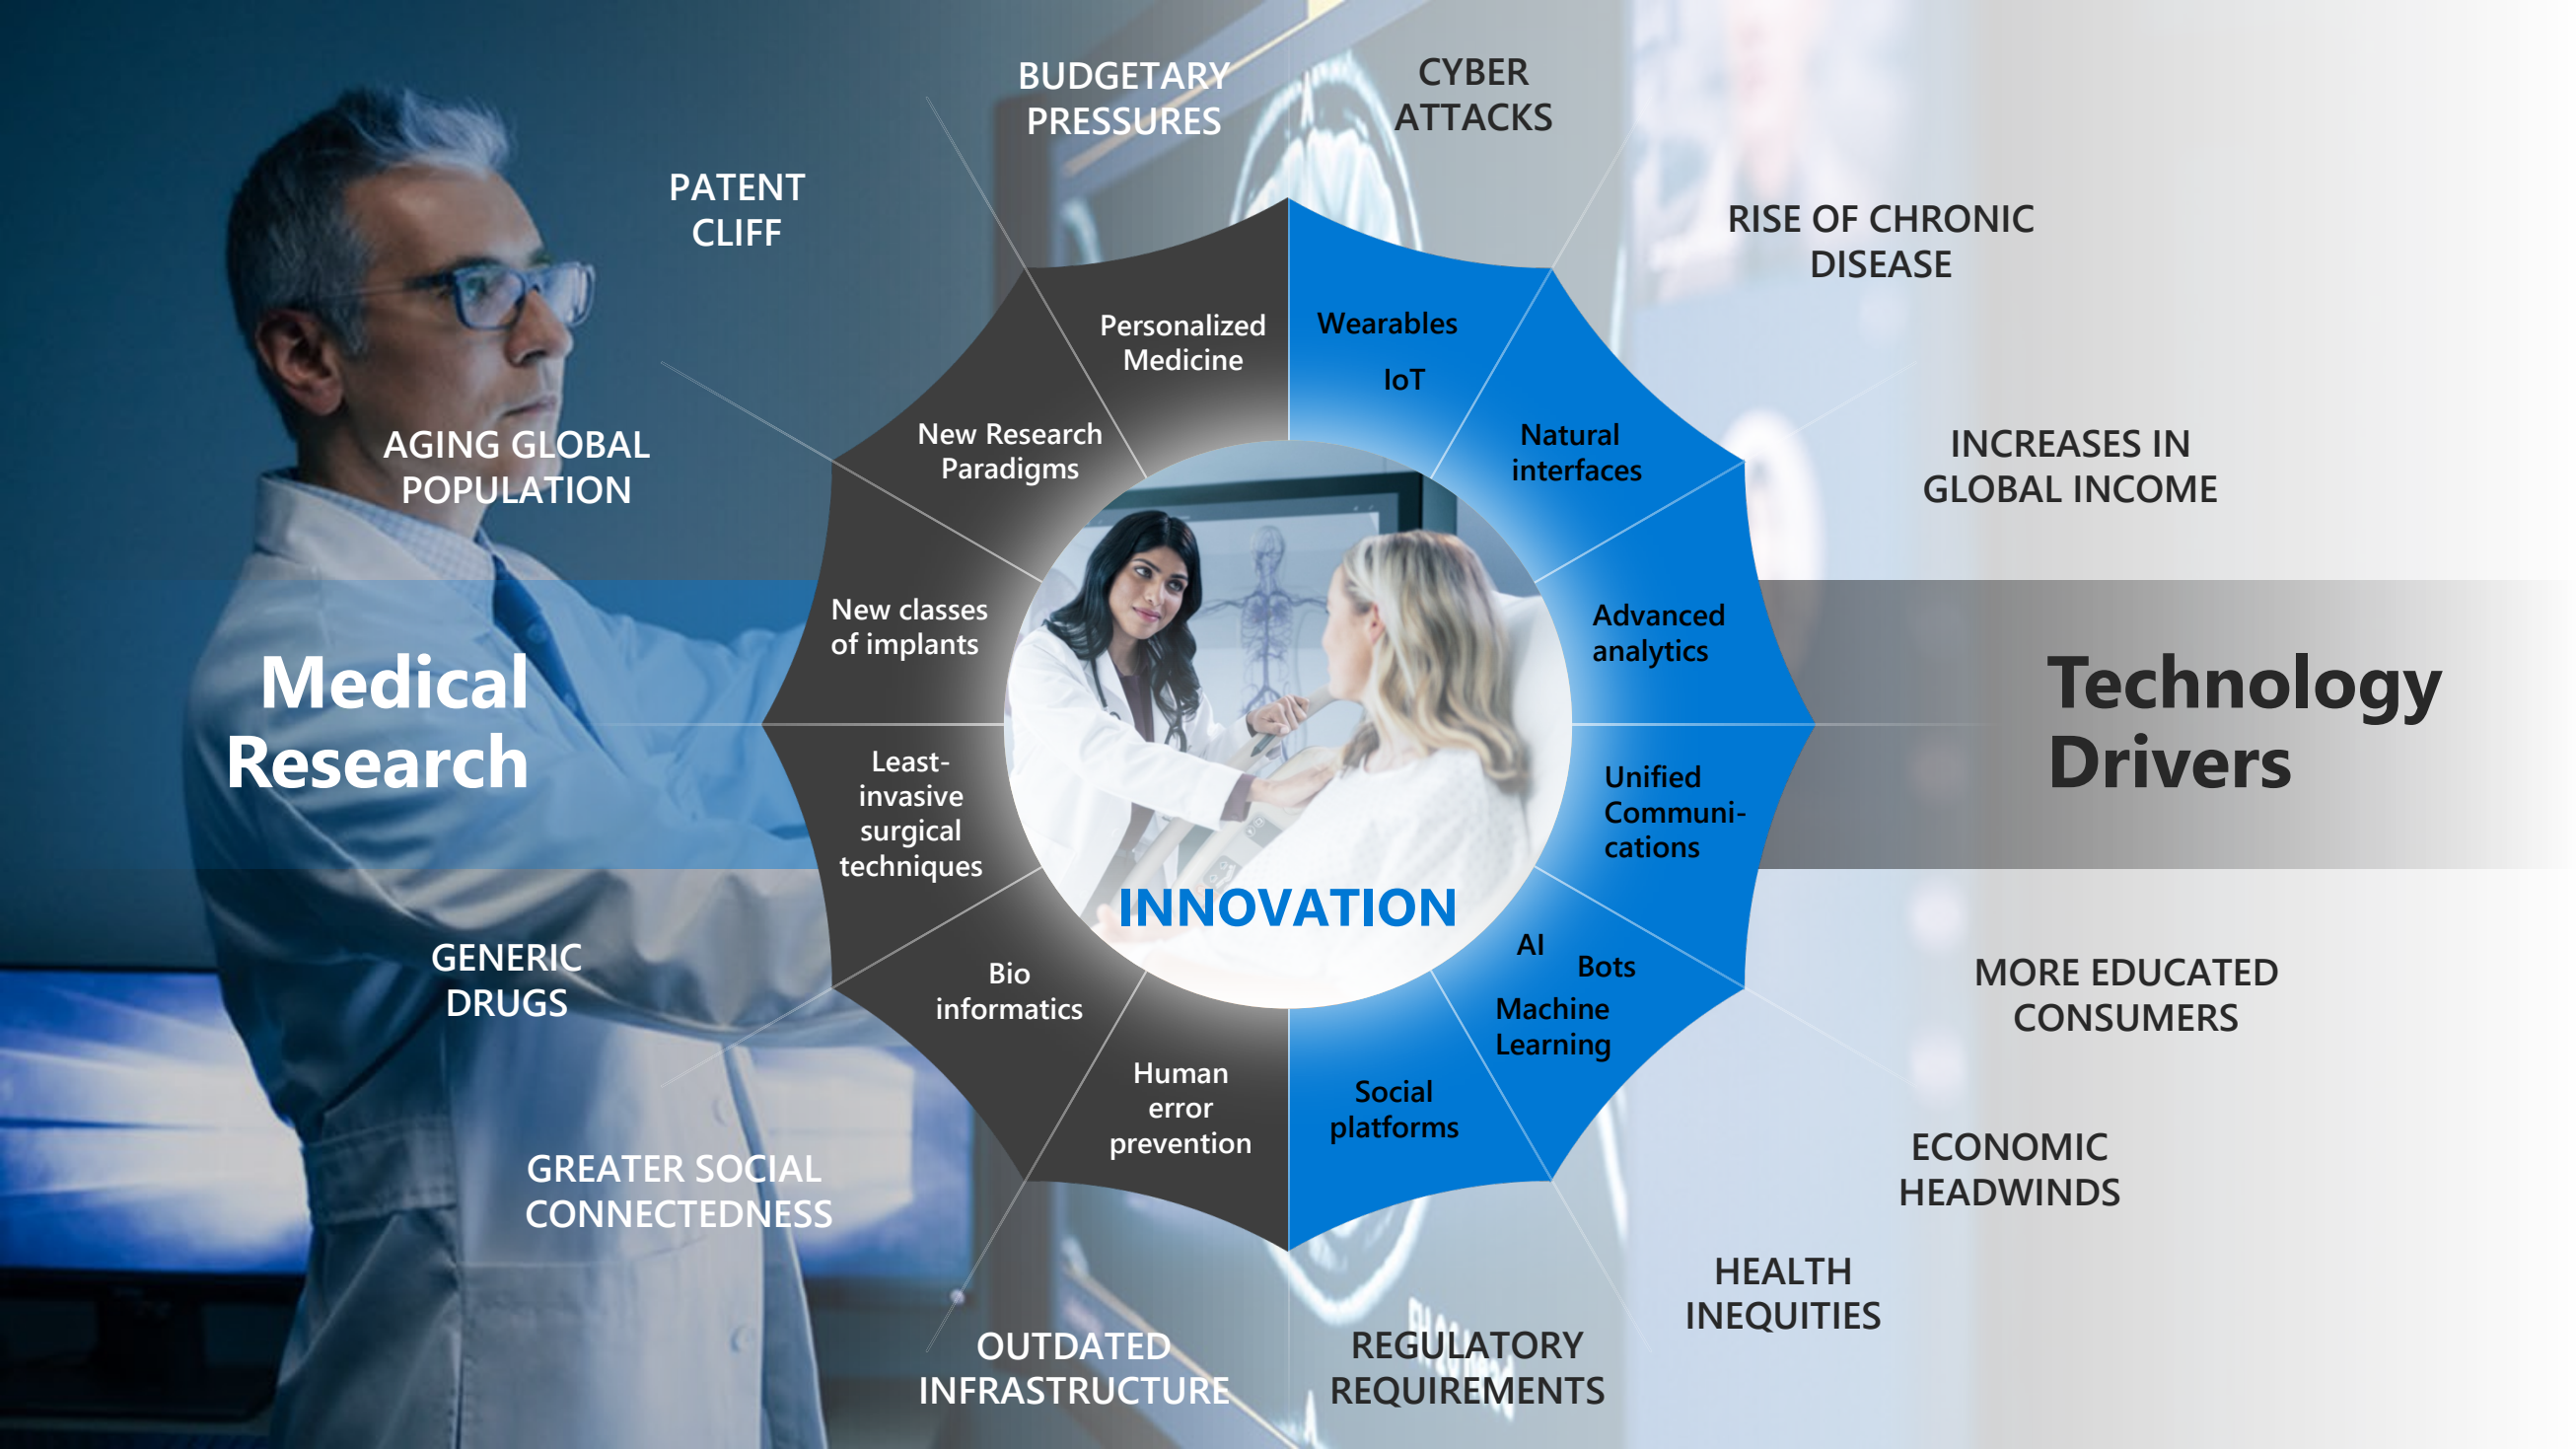 BUDGETARY
PRESSURES
CYBER
ATTACKS
PATENT
CLIFF
RISE OF CHRONIC
DISEASE
AGING GLOBAL
POPULATION
INCREASES IN
GLOBAL INCOME
Personalized
Medicine
Wearables
IoT
New Research
Paradigms
Natural
interfaces
New classes
of implants
Advanced
analytics
Medical
Research
Technology
Drivers
Least-
invasive
surgical
techniques
Unified
Communi-
cations
INNOVATION
Bio
informatics
AI
Bots
Machine
Learning
Human
error
prevention
Social
platforms
GENERIC
DRUGS
MORE EDUCATED
CONSUMERS
GREATER SOCIAL
CONNECTEDNESS
ECONOMIC
HEADWINDS
HEALTH
INEQUITIES
OUTDATED
INFRASTRUCTURE
REGULATORY
REQUIREMENTS